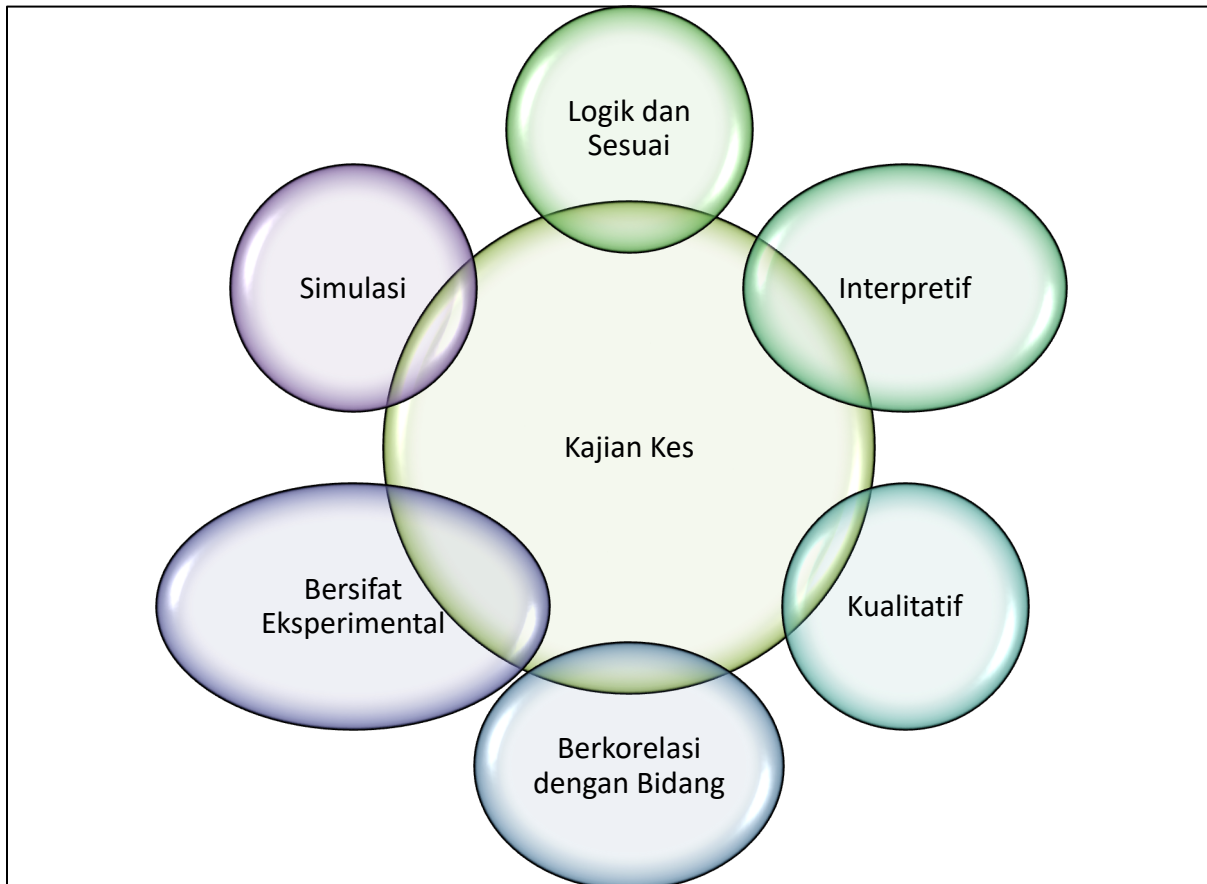 Logik dan
Sesuai
Interpretif
Simulasi
Kajian Kes
Bersifat
Eksperimental
Kualitatif
Berkorelasi
dengan Bidang